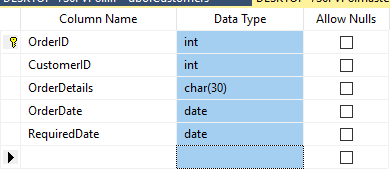 Column Name Data Type Allow Nulls
OrderID int
CustomerID int
OrderDetails char(30)
OrderDate date
RequiredDate date